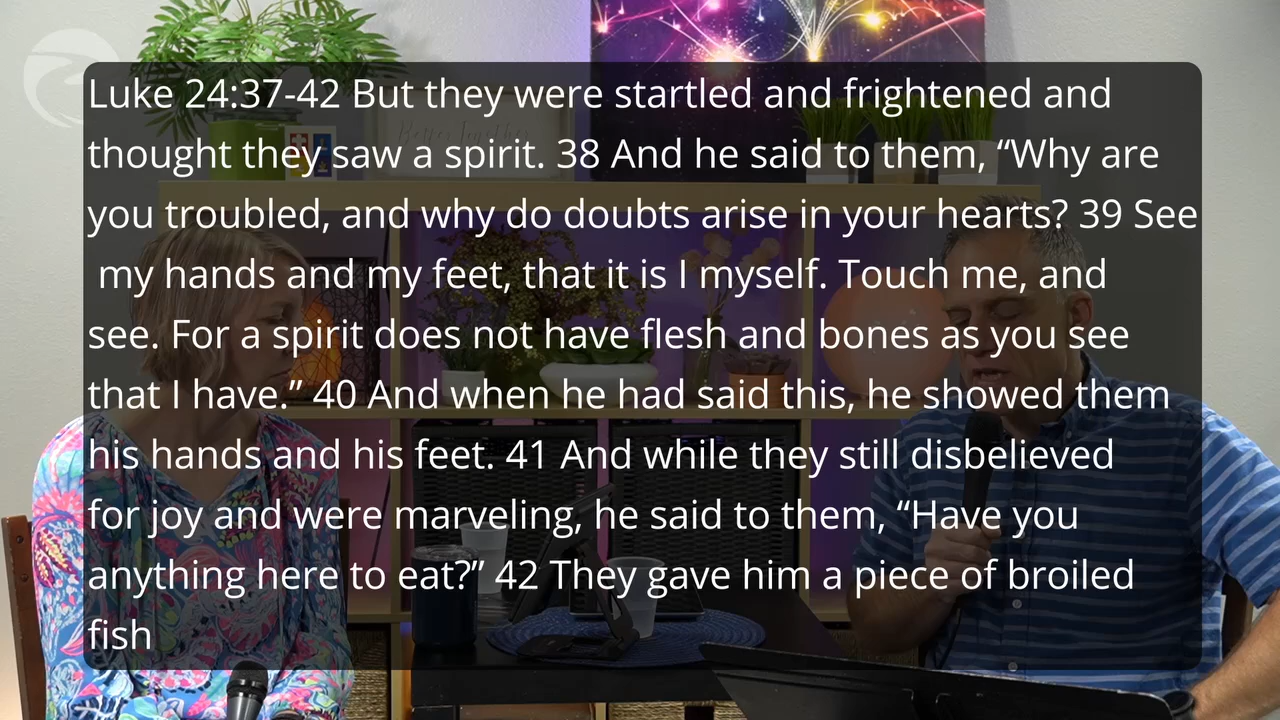 Luke 24:37-42 But they were startled and frightened and
thought they saw a spirit. 38 And he said to them, “Why are
you troubled, and why do doubts arise in your hearts? 39 See
my hands and my feet, that it is I myself. Touch me, and
see. For a spirit does not have flesh and bones as you see
that I have.” 40 And when he had said this, he showed them
his hands and his feet. 41 And while they still disbelieved
for joy and were marveling, he said to them, “Have you
anything here to eat?” 42 They gave him a piece of broiled
fish
Better Together